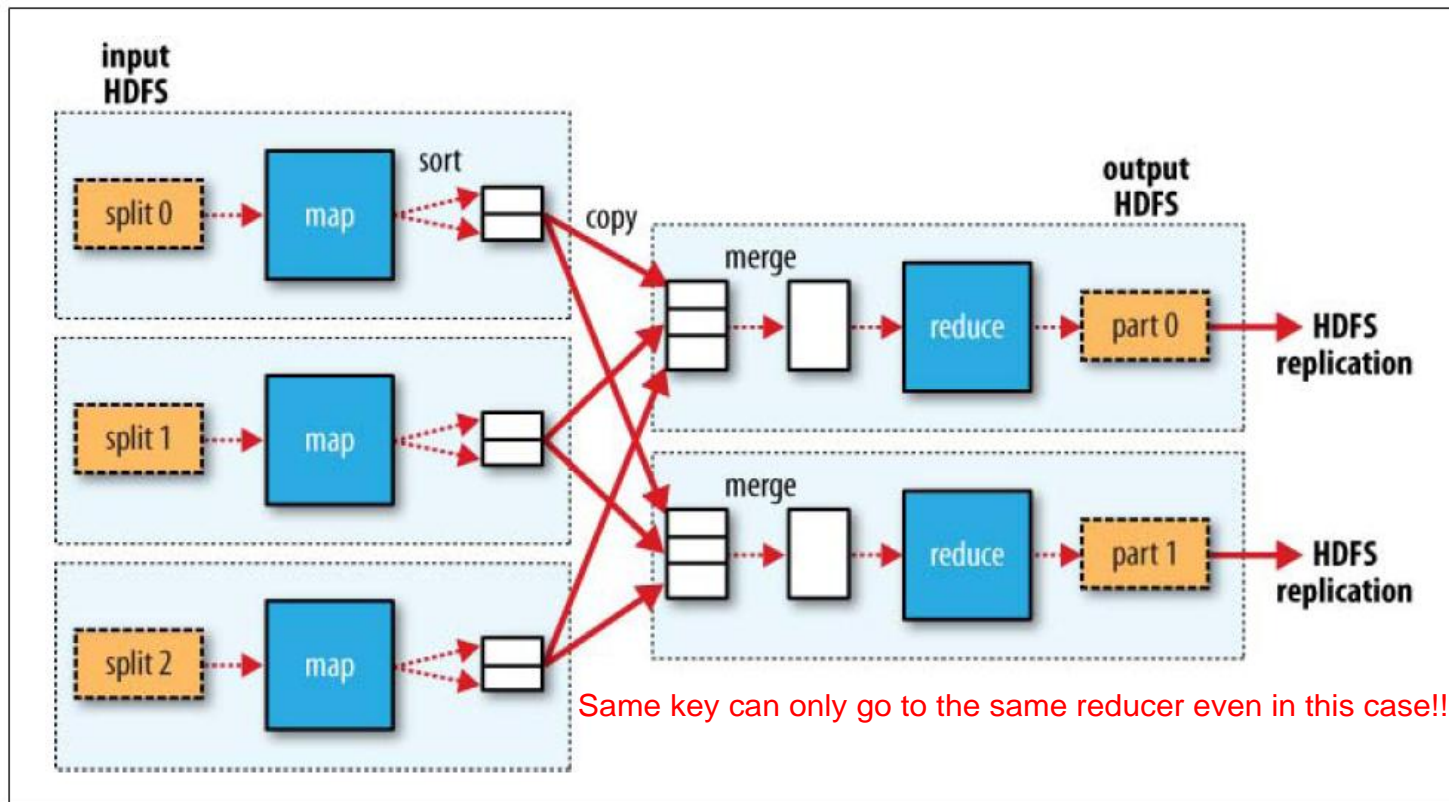 input
HDFS
split 0
map
sort
copy
split 1
map
split 2
map
output
HDFS
merge
reduce
part 0
HDFS
replication
merge
reduce
part 1
HDFS
replication
Same key can only go to the same reducer even in this case!!